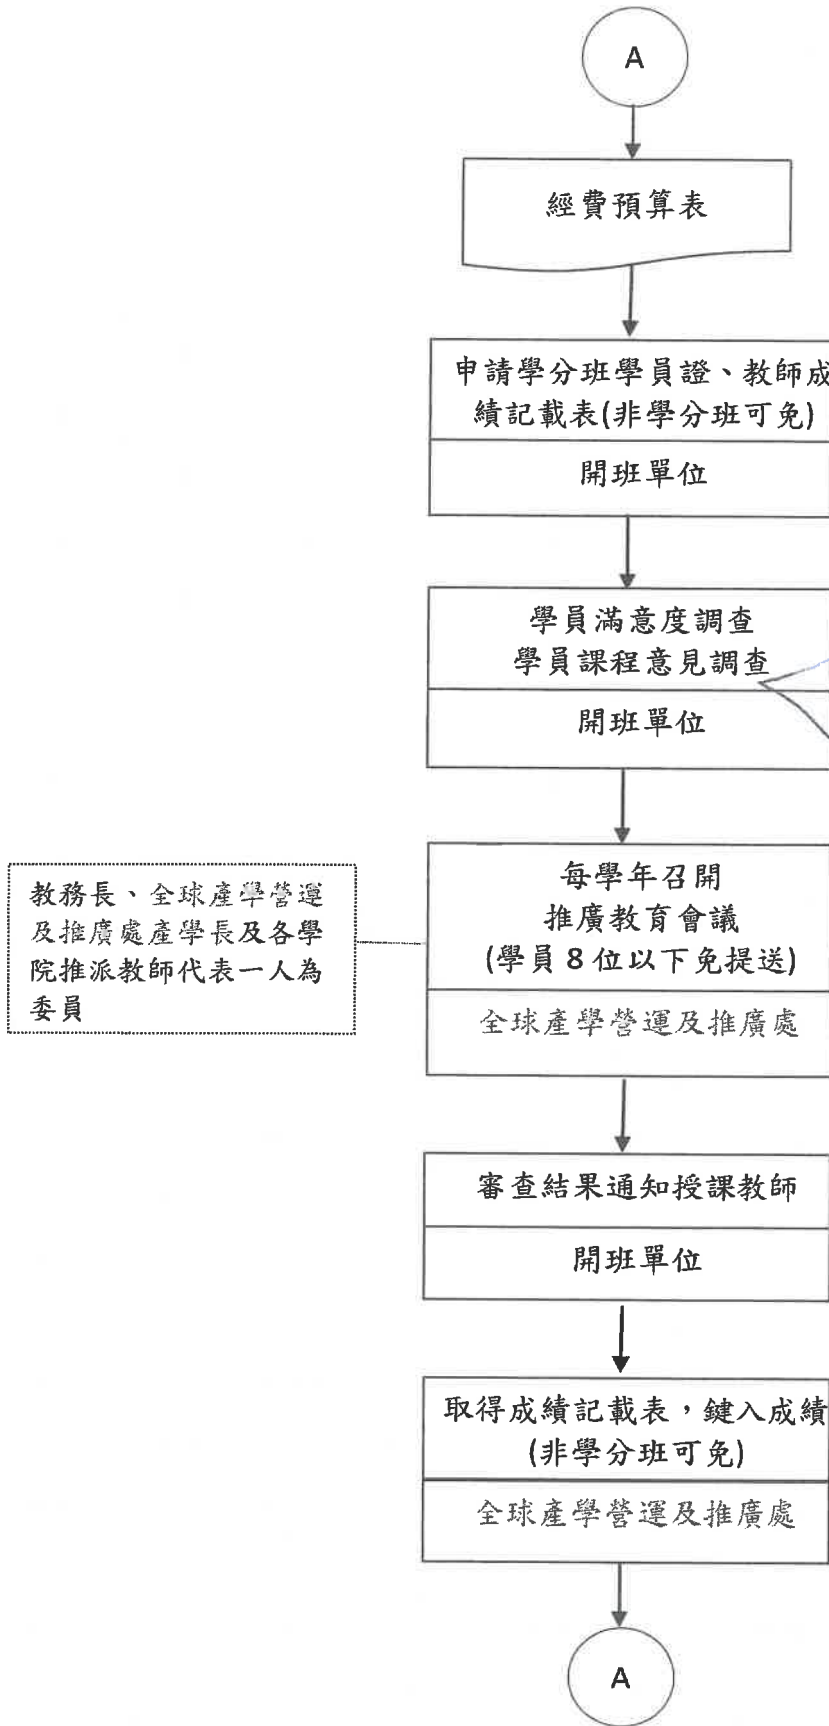 A
經費預算表
申請學分班學員證、教師成
績記載表(非學分班可免)
開班單位
學員滿意度調查
學員課程意見調查
開班單位
教務長、全球產學營運
及推廣處產學長及各學
院推派教師代表一人為
委員
每學年召開
推廣教育會議
(學員 8 位以下免提送)
全球產學營運及推廣處
審查結果通知授課教師
開班單位
取得成績記載表，鍵入成績
(非學分班可免)
全球產學營運及推廣處
A